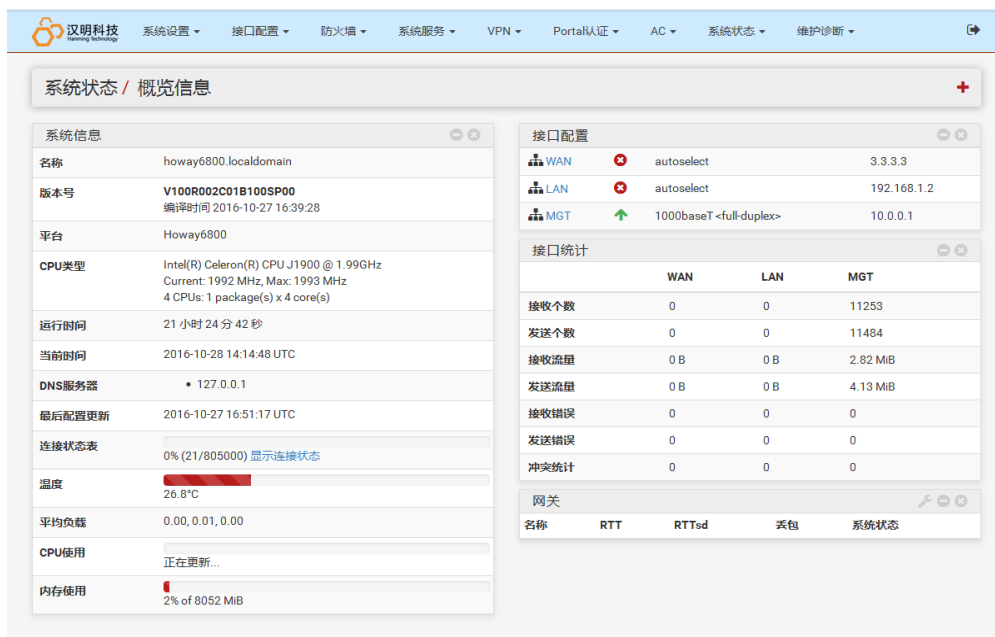 汉明科技
Hanming Technology
系统设置 接口配置 防火墙 系统服务 VPN Portal认证 AC 系统状态 维护诊断
系统状态 / 概览信息
系统信息
名称 howay6800.localdomain
版本号 V100R002C01B100SP00
编译时间 2016-10-27 16:39:28
平台 Howay6800
CPU类型 Intel(R) Celeron(R) CPU J1900 @ 1.99GHz
Current: 1992 MHz, Max: 1993 MHz
4 CPUs: 1 package(s) x 4 core(s)
运行时间 21 小时 24 分 42 秒
当前时间 2016-10-28 14:14:48 UTC
DNS服务器 • 127.0.0.1
最后配置更新 2016-10-27 16:51:17 UTC
连接状态表
0% (21/805000) 显示连接状态
温度
26.8°C
平均负载 0.00, 0.01, 0.00
CPU使用
正在更新...
内存使用
2% of 8052 MiB
接口配置
WAN autoselect 3.3.3.3
LAN autoselect 192.168.1.2
MGT 1000baseT <full-duplex> 10.0.0.1
接口统计
WAN LAN MGT
接收个数 0 0 11253
发送个数 0 0 11484
接收流量 0 B 0 B 2.82 MiB
发送流量 0 B 0 B 4.13 MiB
接收错误 0 0 0
发送错误 0 0 0
冲突统计 0 0 0
网关
名称 RTT RTTsd 丢包 系统状态